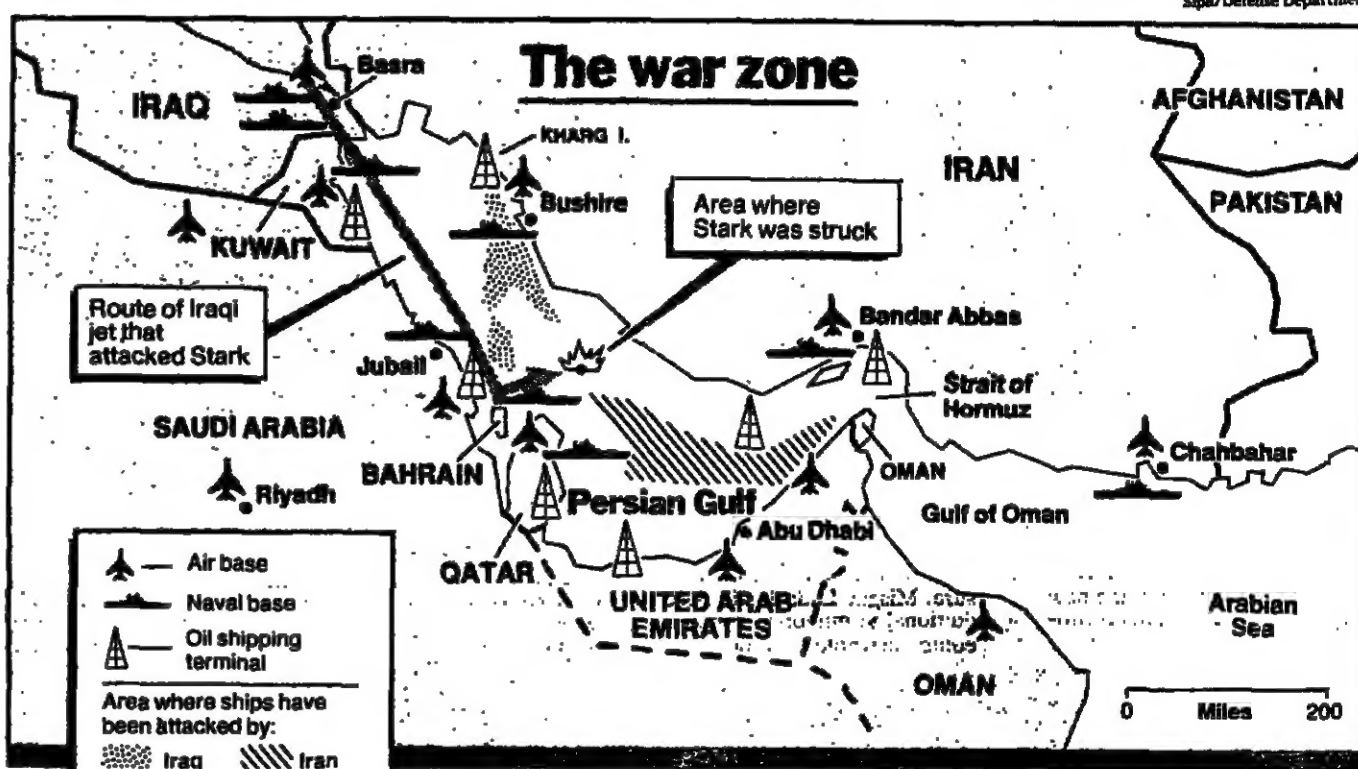 Sipa/Defense Department
The war zone
Basra
IRAQ
AFGHANISTAN
KHARG I.
IRAN
PAKISTAN
Bushire
Area where
Stark was struck
KUWAIT
Route of Iraqi
jet that
attacked Stark
Bandar Abbas
Jubail
Strait of
Hormuz
SAUDI ARABIA
BAHRAIN
OMAN
Chahbahar
Riyadh
Persian Gulf
Gulf of Oman
Abu Dhabi
QATAR
UNITED ARAB
EMIRATES
Arabian
Sea
OMAN
0 Miles 200
Air base
Naval base
Oil shipping
terminal
Area where ships have
been attacked by:
Iraq Iran